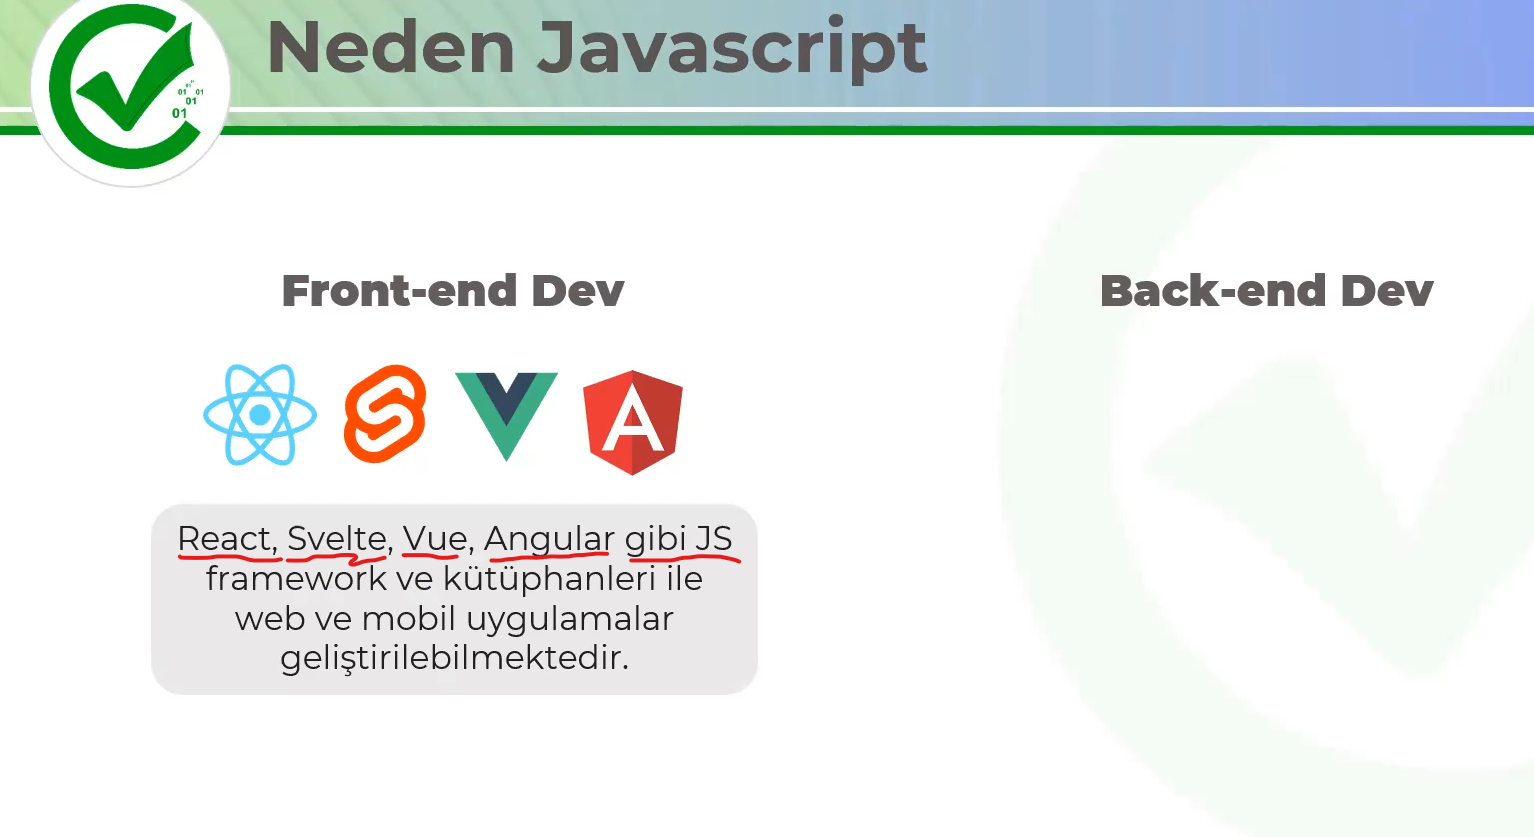 Neden Javascript
01 01
01
01
Front-end Dev
Back-end Dev
React, Svelte, Vue, Angular gibi JS
framework ve kütüphanleri ile
web ve mobil uygulamalar
geliştirilebilmektedir.